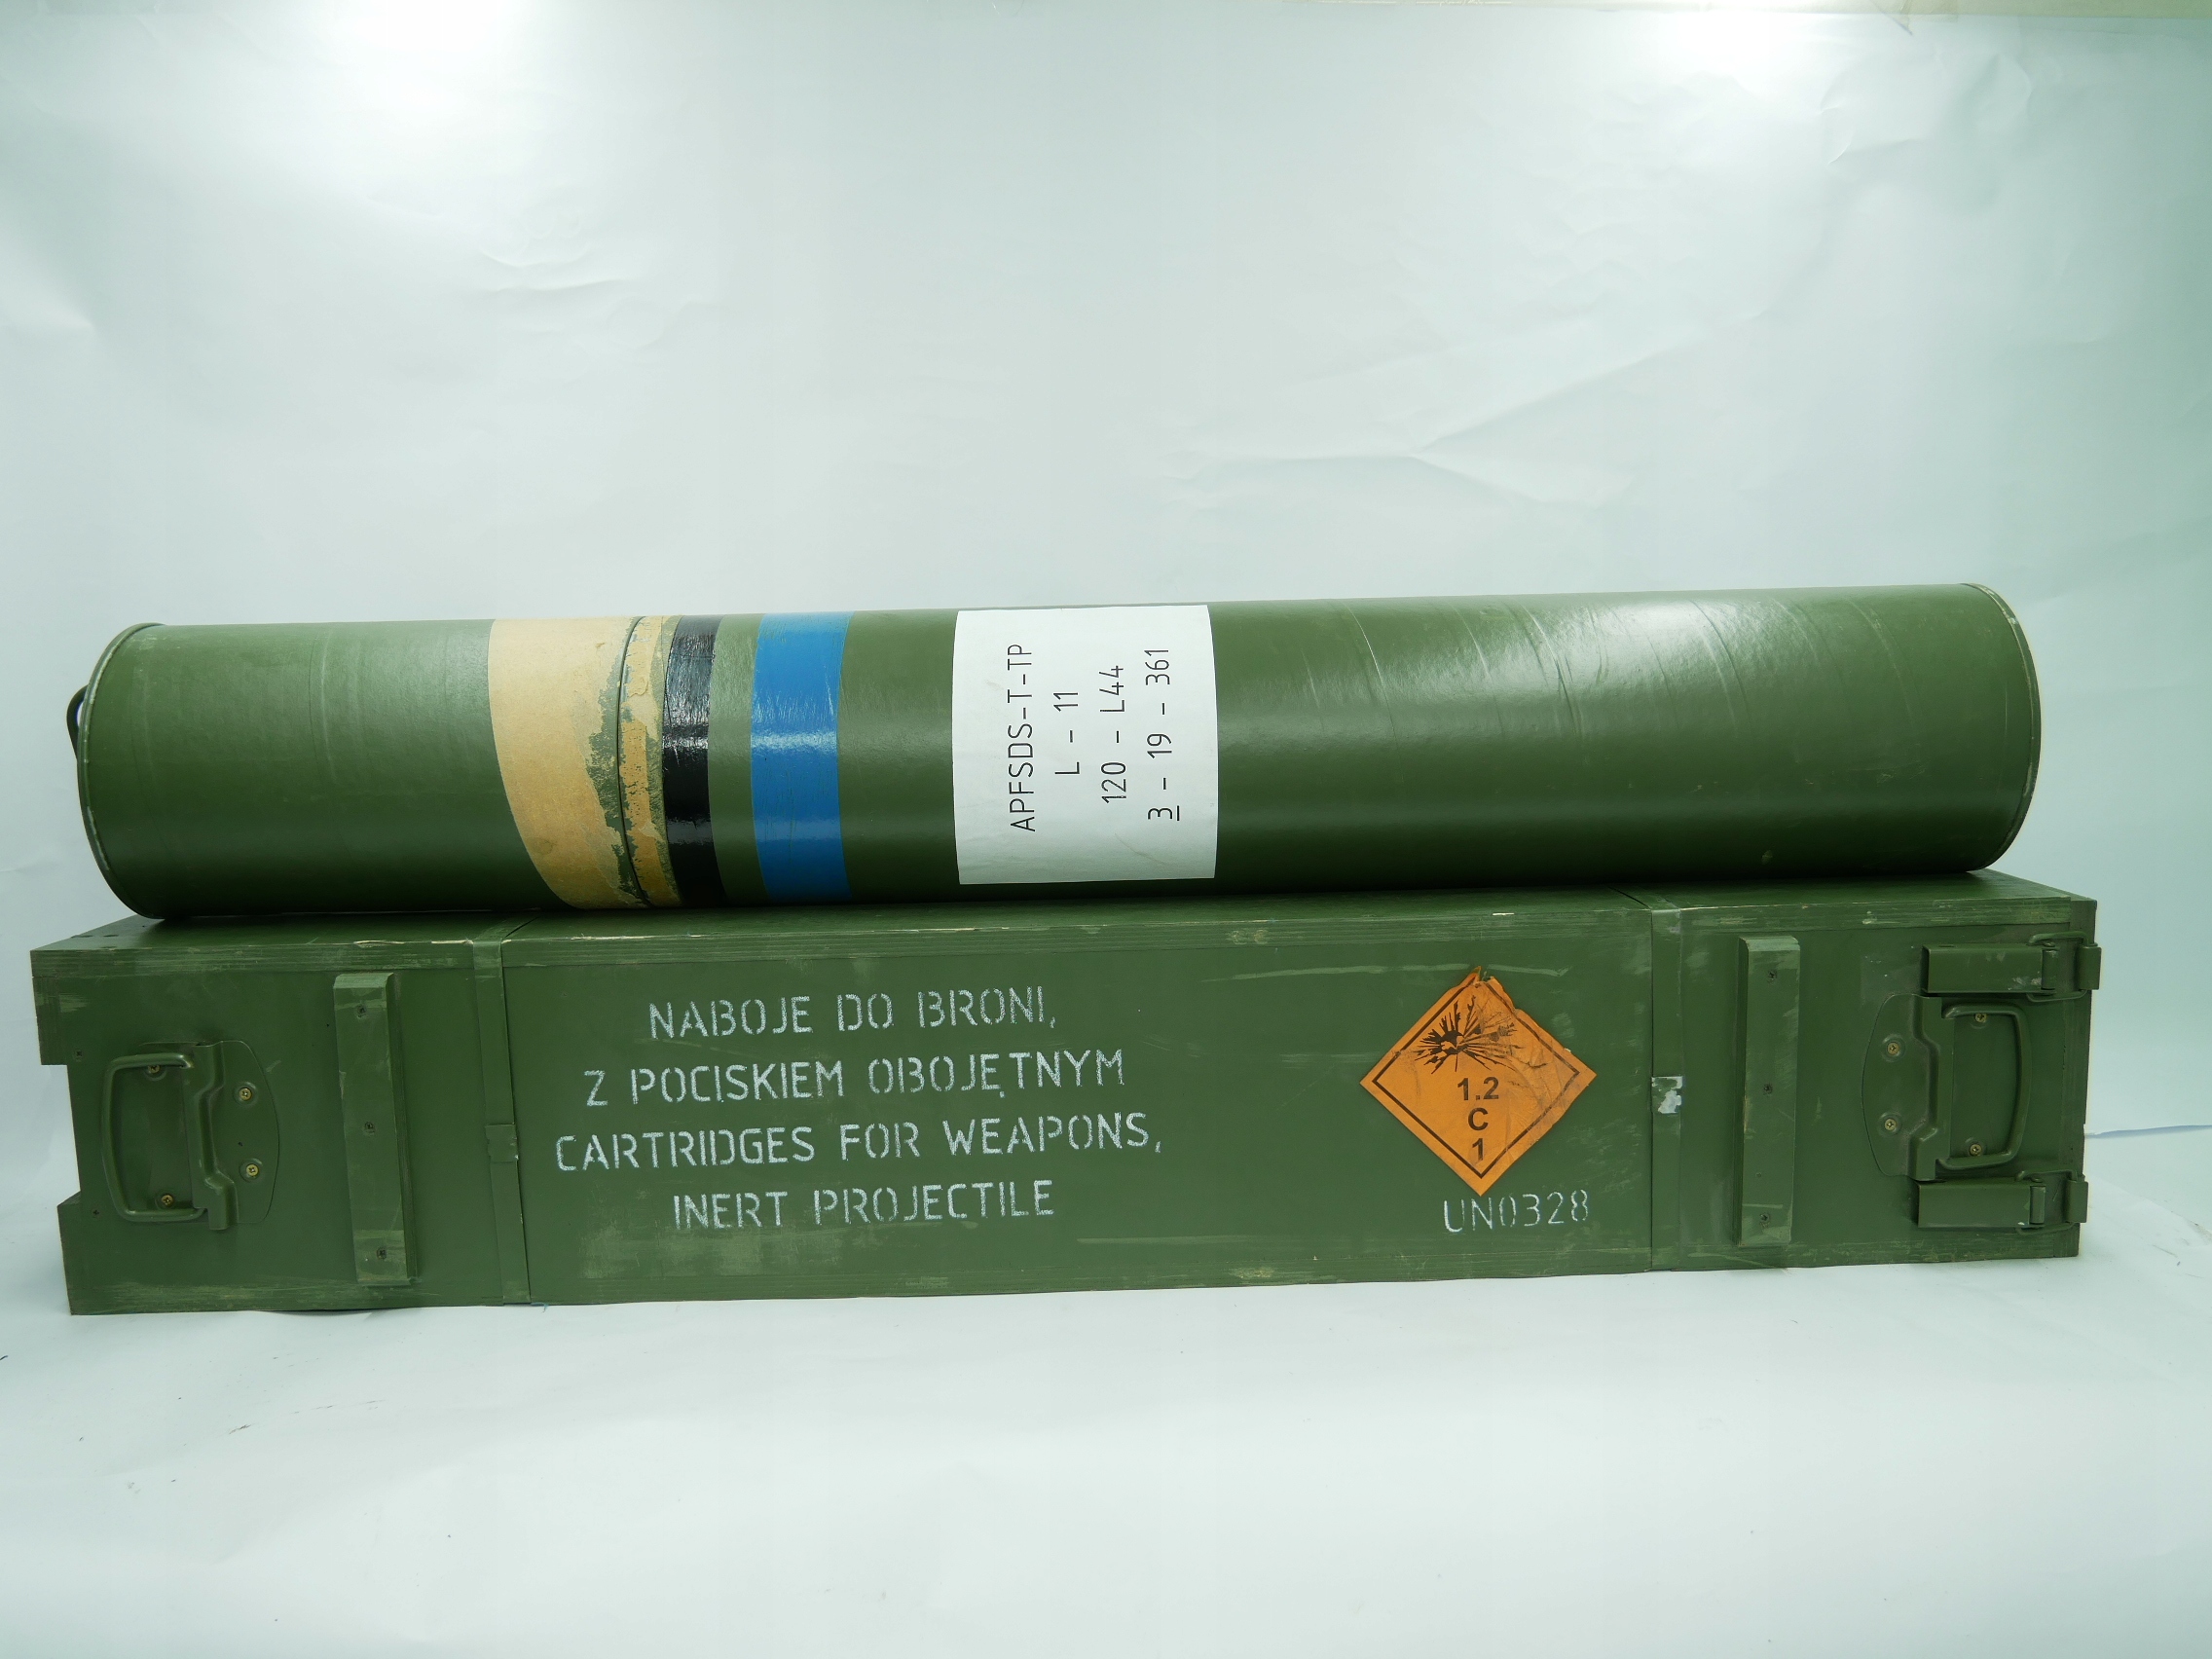 APFSDS-T-TP
L - 11
120 - L44
3 - 19 - 361
NABOJE DO BRONI,
Z POCISKIEM OBOJĘTNYM
CARTRIDGES FOR WEAPONS,
INERT PROJECTILE
1.2
C
1
UN0328